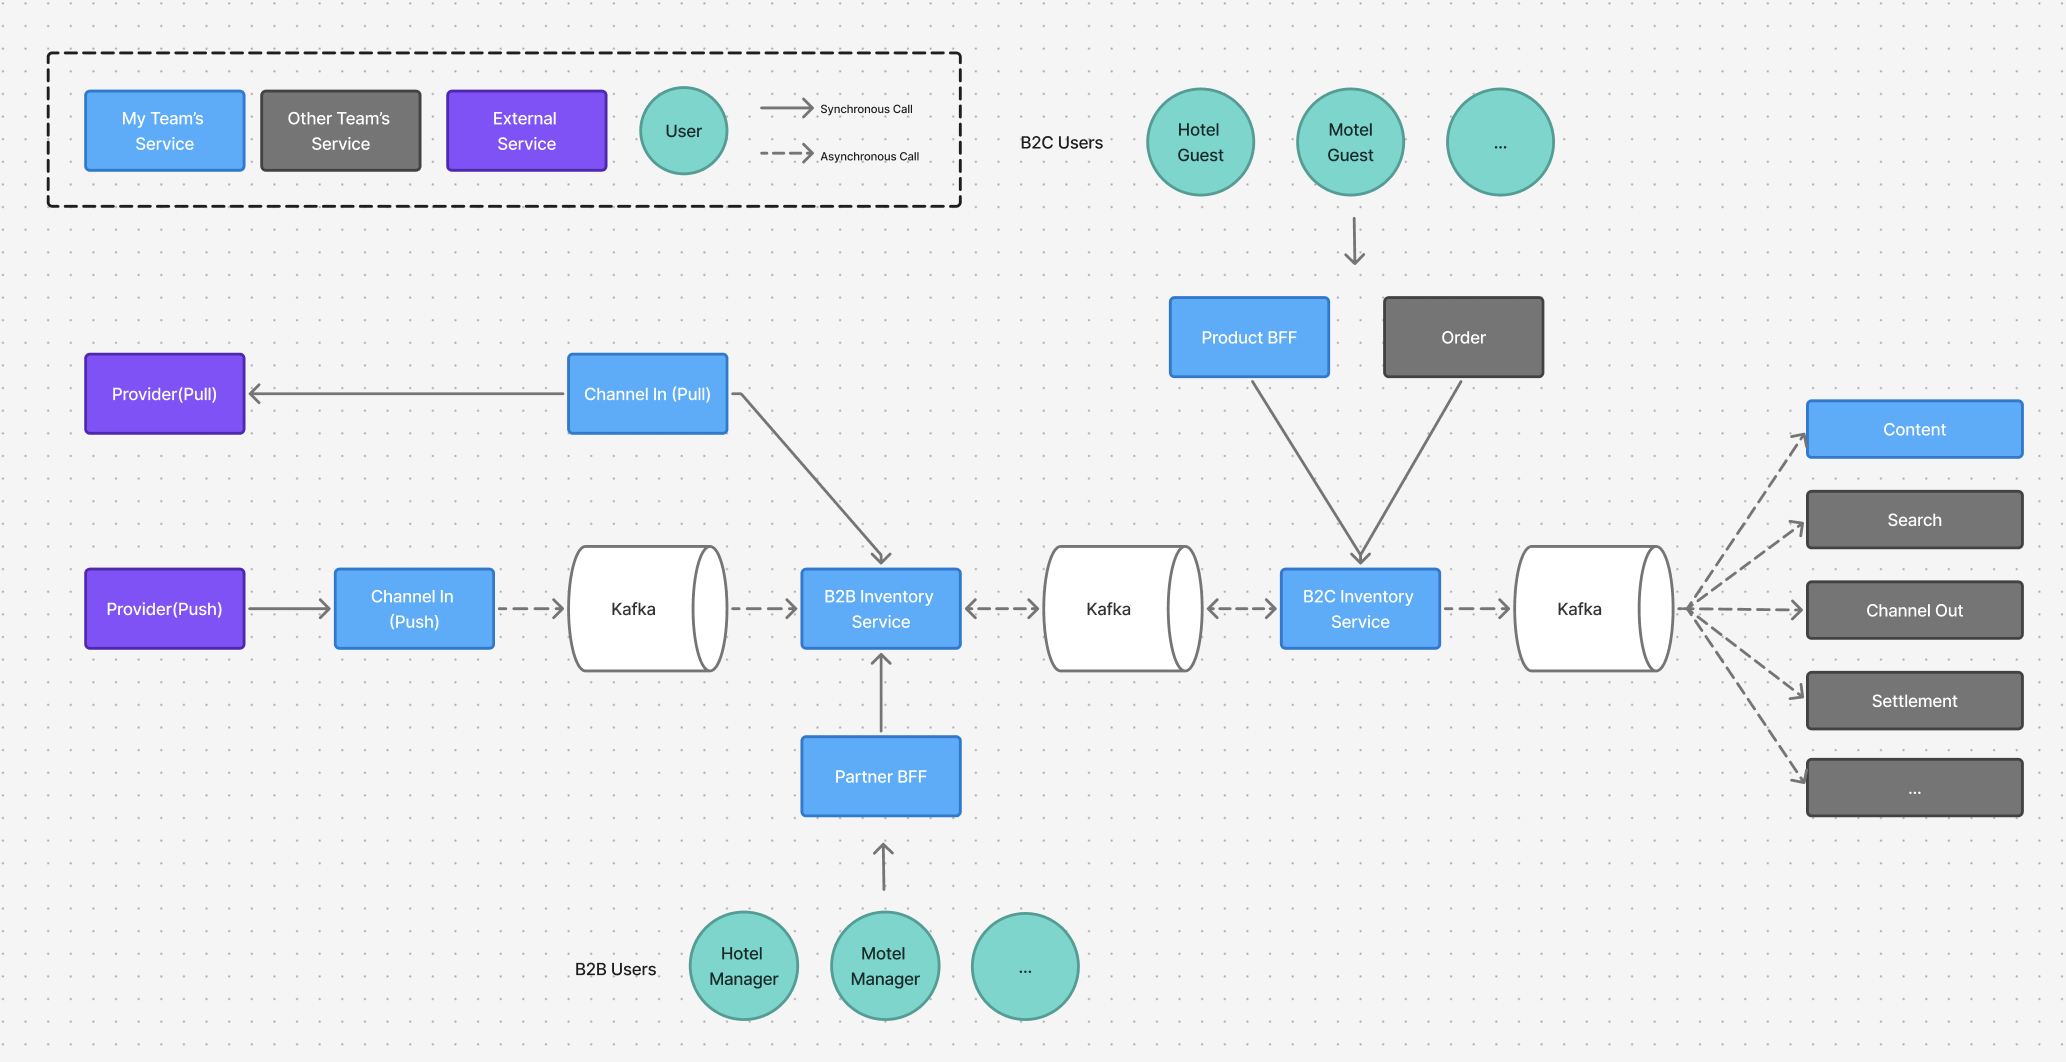 My Team's
Service
Other Team's
Service
External
Service
User
Synchronous Call
Asynchronous Call
B2C Users
Hotel
Guest
Motel
Guest
...
Product BFF
Order
Provider(Pull)
Channel In (Pull)
Content
Search
Provider(Push)
Channel In
(Push)
Kafka
B2B Inventory
Service
Kafka
B2C Inventory
Service
Kafka
Channel Out
Settlement
Partner BFF
...
B2B Users
Hotel
Manager
Motel
Manager
...